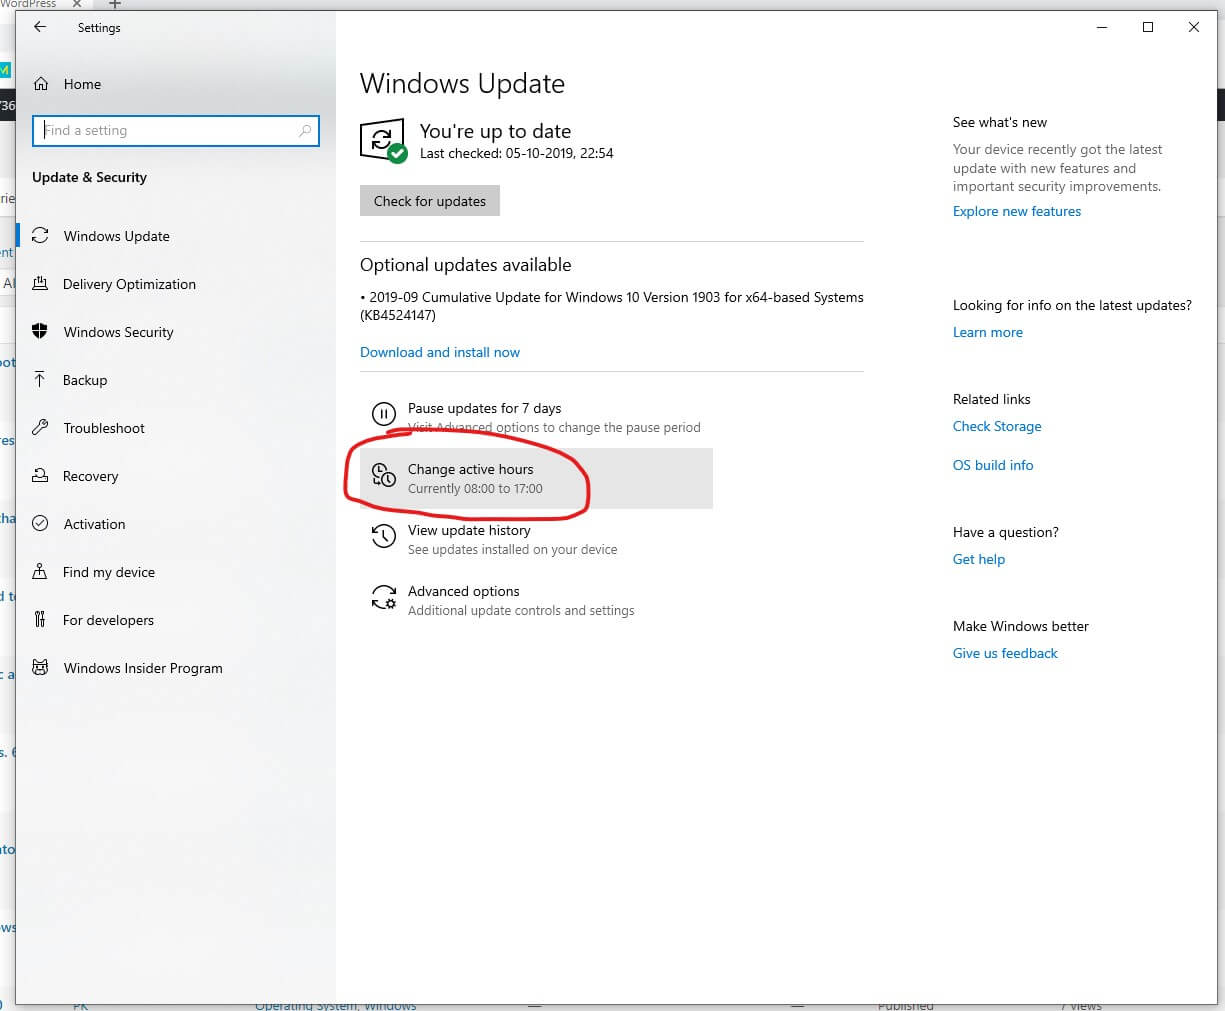 WordPress
Settings
Home
Find a setting
Update & Security
Windows Update
Delivery Optimization
Windows Security
Backup
Troubleshoot
Recovery
Activation
Find my device
For developers
Windows Insider Program
Windows Update
You're up to date
Last checked: 05-10-2019, 22:54
Check for updates
Optional updates available
• 2019-09 Cumulative Update for Windows 10 Version 1903 for x64-based Systems
(KB4524147)
Download and install now
Pause updates for 7 days
Visit Advanced options to change the pause period
Change active hours
Currently 08:00 to 17:00
View update history
See updates installed on your device
Advanced options
Additional update controls and settings
See what's new
Your device recently got the latest
update with new features and
important security improvements.
Explore new features
Looking for info on the latest updates?
Learn more
Related links
Check Storage
OS build info
Have a question?
Get help
Make Windows better
Give us feedback
PK
Operating System, Windows
—
—
Published
7 views